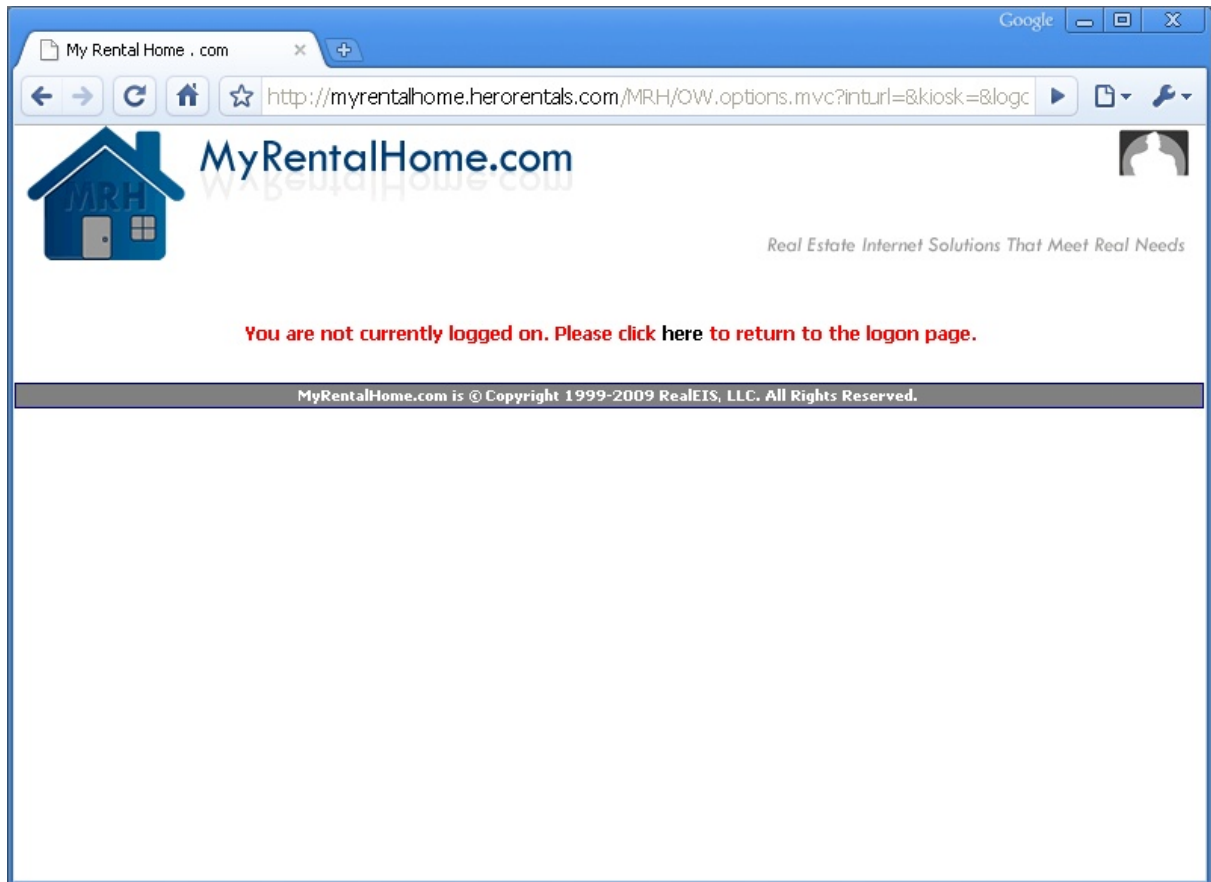 Google
My Rental Home . com
http://myrentalhome.herorentals.com/MRH/OW.options.mvc?inturl=&kiosk=&logo
MRH
MyRentalHome.com
Real Estate Internet Solutions That Meet Real Needs
You are not currently logged on. Please click here to return to the logon page.
MyRentalHome.com is © Copyright 1999-2009 RealEIS, LLC. All Rights Reserved.